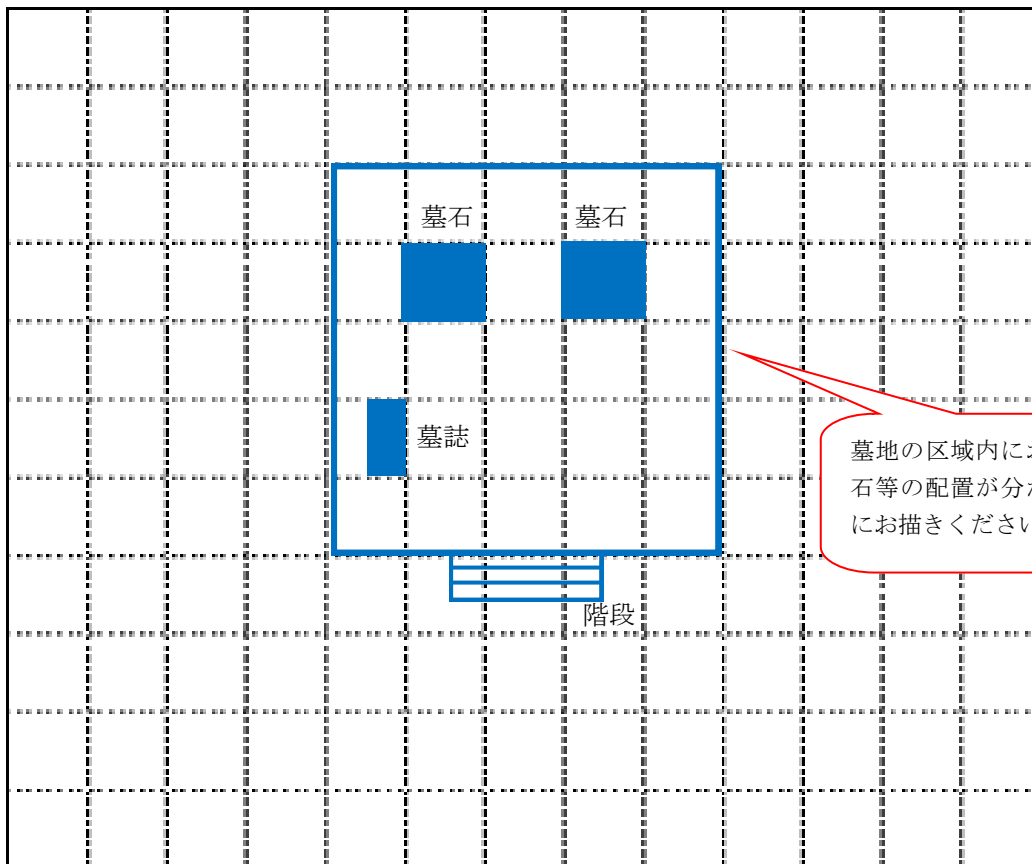 墓石 墓石
墓誌
墓地の区域内に
石等の配置が分
にお描きくださ
階段